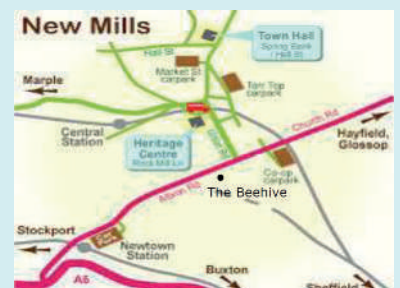 New Mills
Town Hall
Spring Bank
/ Hall St
Hall St
Market St
carpark
Marple
Torr Top
carpark
Central
Station
Heritage
Centre
Rock Mill Ln
Church Rd
Hayfield,
Glossop
Co-op
carpark
Albion Rd
The Beehive
Stockport
Car
Park
Newtown
Station
Buxton
A6
Sheffield